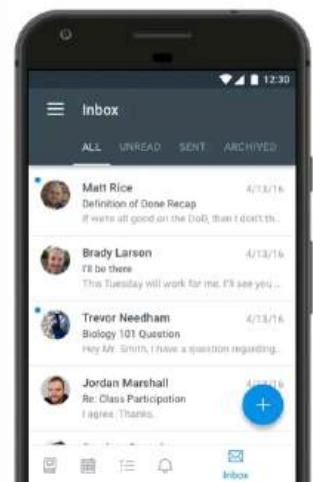 12:30
Inbox
ALL UNREAD SENT ARCHIVED
Matt Rice 4/13/16
Definition of Done Recap
If we're all good on the DoD, then I don't th..
Brady Larson 4/13/16
I'll be there
This Tuesday will work for me. I'll see you ...
Trevor Needham 4/13/16
Biology 101 Question
Hey Mr. Smith, I have a question regarding...
Jordan Marshall 4/13/16
Re: Class Participation
I agree. Thanks.
Inbox